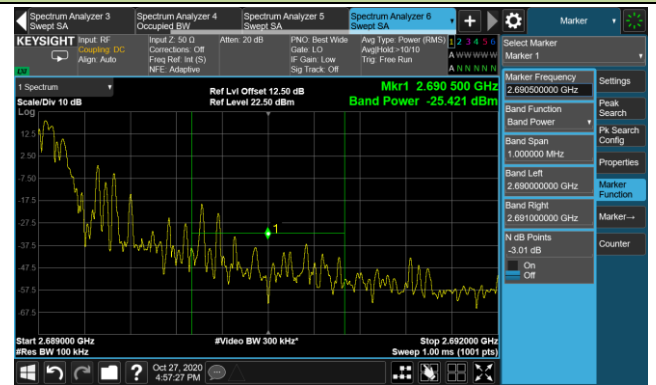 Spectrum Analyzer 3
Swept SA
Spectrum Analyzer 4
Occupied BW
Spectrum Analyzer 5
Swept SA
Spectrum Analyzer 6
Swept SA
+
Marker
KEYSIGHT
Input: RF
Coupling: DC
Align: Auto
Input Z: 50 Ω
Corrections: Off
Freq Ref: Int (S)
NFE: Adaptive
Atten: 20 dB
PNO: Best Wide
Gate: LO
IF Gain: Low
Sig Track: Off
Avg Type: Power (RMS)
Avg|Hold:>10/10
Trig: Free Run
1 2 3 4 5 6
A W W W W W
A N N N N N
Select Marker
Marker 1
1 Spectrum
Scale/Div 10 dB
Log
Ref Lvl Offset 12.50 dB
Ref Level 22.50 dBm
Mkr1 2.690 500 GHz
Band Power -25.421 dBm
12.5
2.50
-7.50
-17.5
-27.5
-37.5
-47.5
-57.5
-67.5
1
Start 2.689000 GHz
#Res BW 100 kHz
#Video BW 300 kHz*
Stop 2.692000 GHz
Sweep 1.00 ms (1001 pts)
Marker Frequency
2.690500000 GHz
Band Function
Band Power
Band Span
1.000000 MHz
Band Left
2.690000000 GHz
Band Right
2.691000000 GHz
N dB Points
-3.01 dB
On
Off
Settings
Peak
Search
Pk Search
Config
Properties
Marker
Function
Marker→
Counter
?
Oct 27, 2020
4:57:27 PM